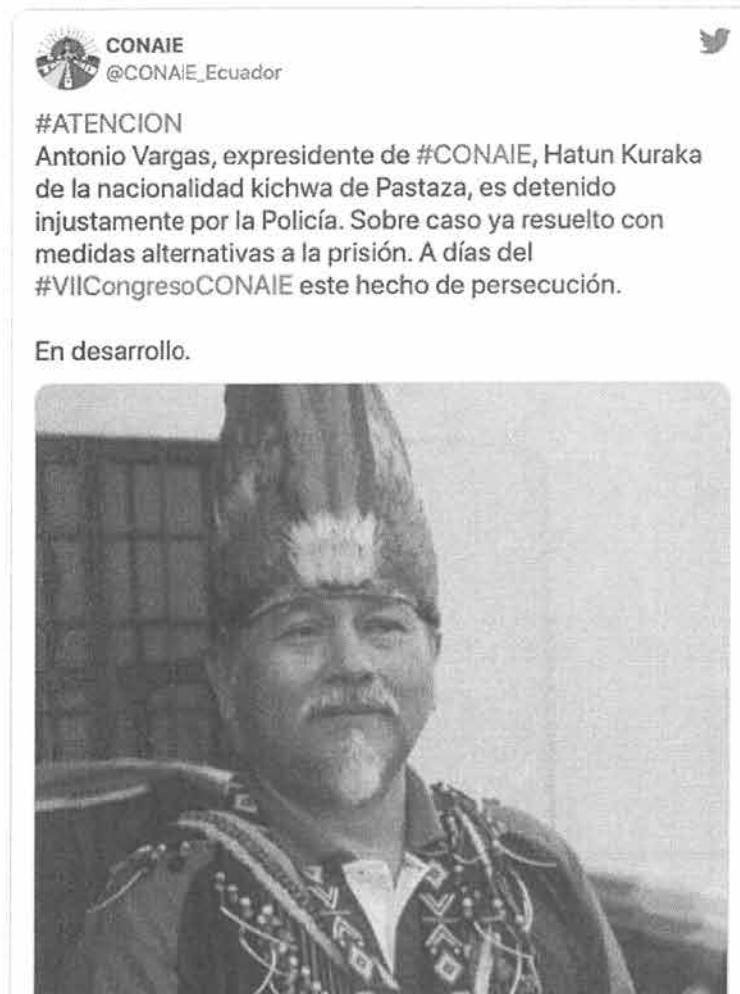 CONAIE
@CONAIE_Ecuador
#ATENCION
Antonio Vargas, expresidente de #CONAIE, Hatun Kuraka
de la nacionalidad kichwa de Pastaza, es detenido
injustamente por la Policía. Sobre caso ya resuelto con
medidas alternativas a la prisión. A días del
#VIICongresoCONAIE este hecho de persecución.
En desarrollo.